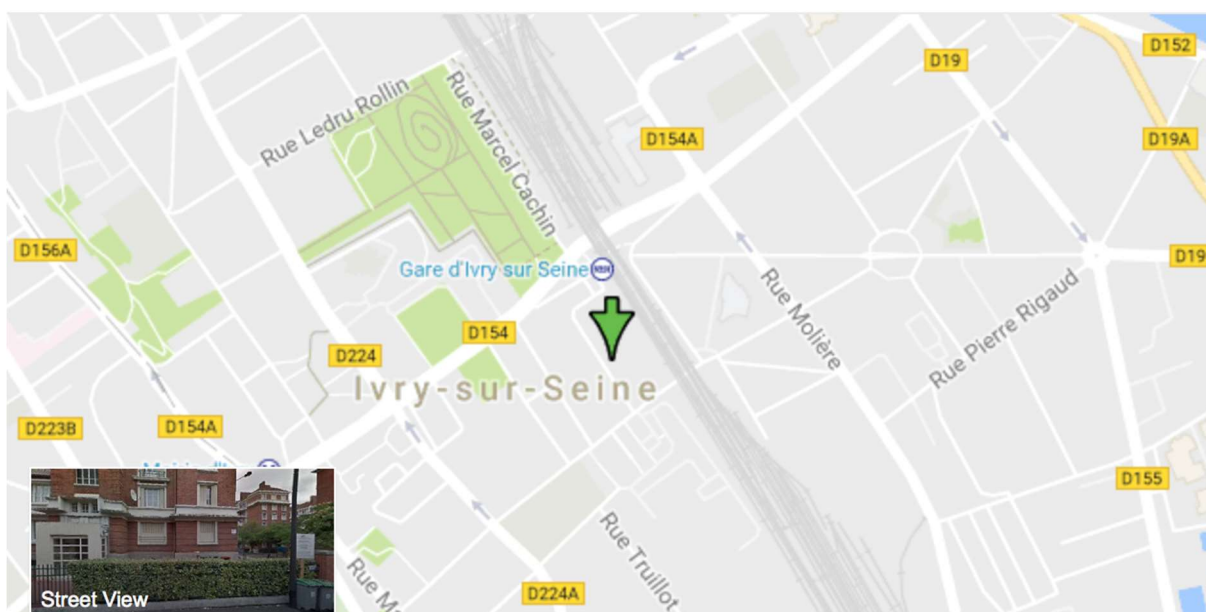 D152
D19
Rue Ledru Rollin
Rue Marcel Cachin
D154A
D19A
D156A
D19
Gare d'Ivry sur Seine
Rue Molière
Rue Pierre Rigaud
D154
D224
Ivry-sur-Seine
D223B
D154A
D155
Rue Truillot
D224A
Rue
Street View